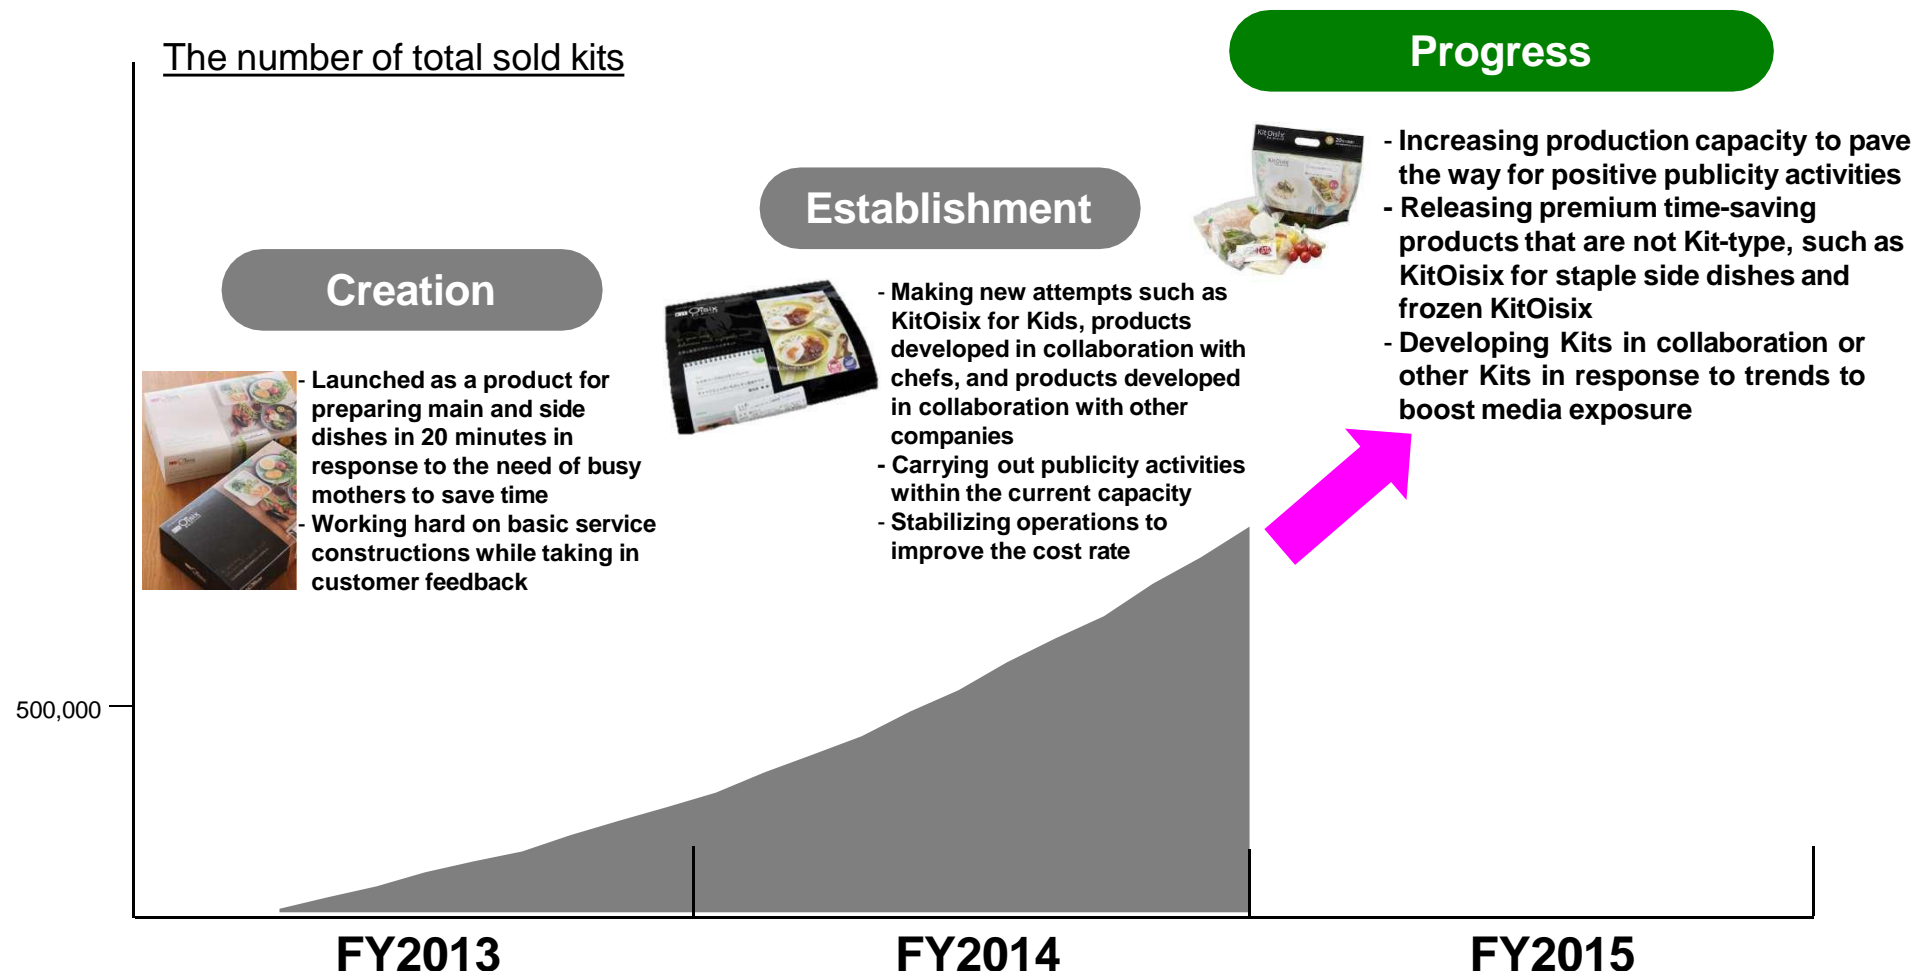 The number of total sold kits
Progress
- Increasing production capacity to pave
the way for positive publicity activities
- Releasing premium time-saving
products that are not Kit-type, such as
KitOisix for staple side dishes and
frozen KitOisix
- Developing Kits in collaboration or
other Kits in response to trends to
boost media exposure
Establishment
- Making new attempts such as
KitOisix for Kids, products
developed in collaboration with
chefs, and products developed
in collaboration with other
companies
- Carrying out publicity activities
within the current capacity
- Stabilizing operations to
improve the cost rate
Creation
- Launched as a product for
preparing main and side
dishes in 20 minutes in
response to the need of busy
mothers to save time
- Working hard on basic service
constructions while taking in
customer feedback
Kit Oisix
Oisix
Oisix
500,000
FY2013
FY2014
FY2015